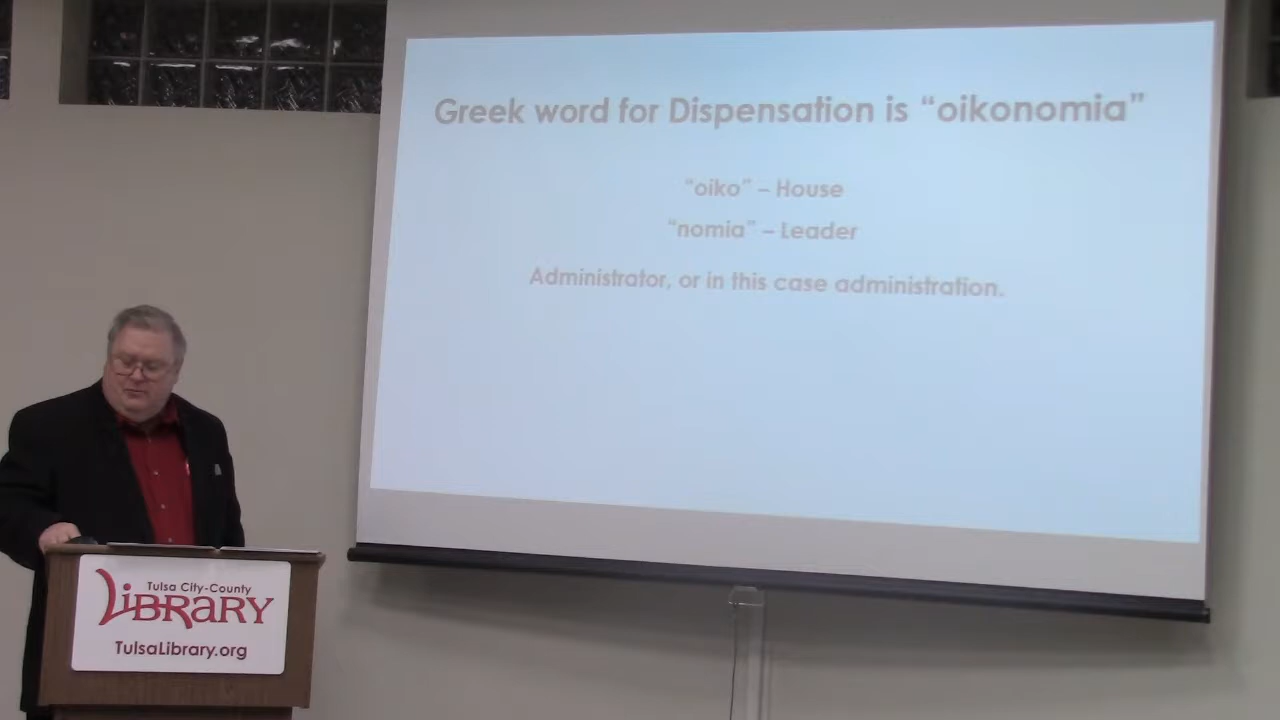 Greek word for Dispensation is “oikonomia”
“oiko” – House
“nomia” – Leader
Administrator, or in this case administration.
Tulsa City-County
LiBRARY
TulsaLibrary.org